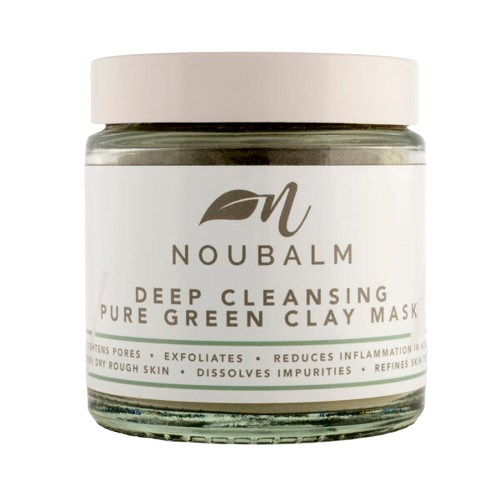 n
NOUBALM
DEEP CLEANSING
PURE GREEN CLAY MASK
PORES • EXFOLIATES • REDUCES INFLAMMATION IN
DRY ROUGH SKIN • DISSOLVES IMPURITIES • REFINES SKIN